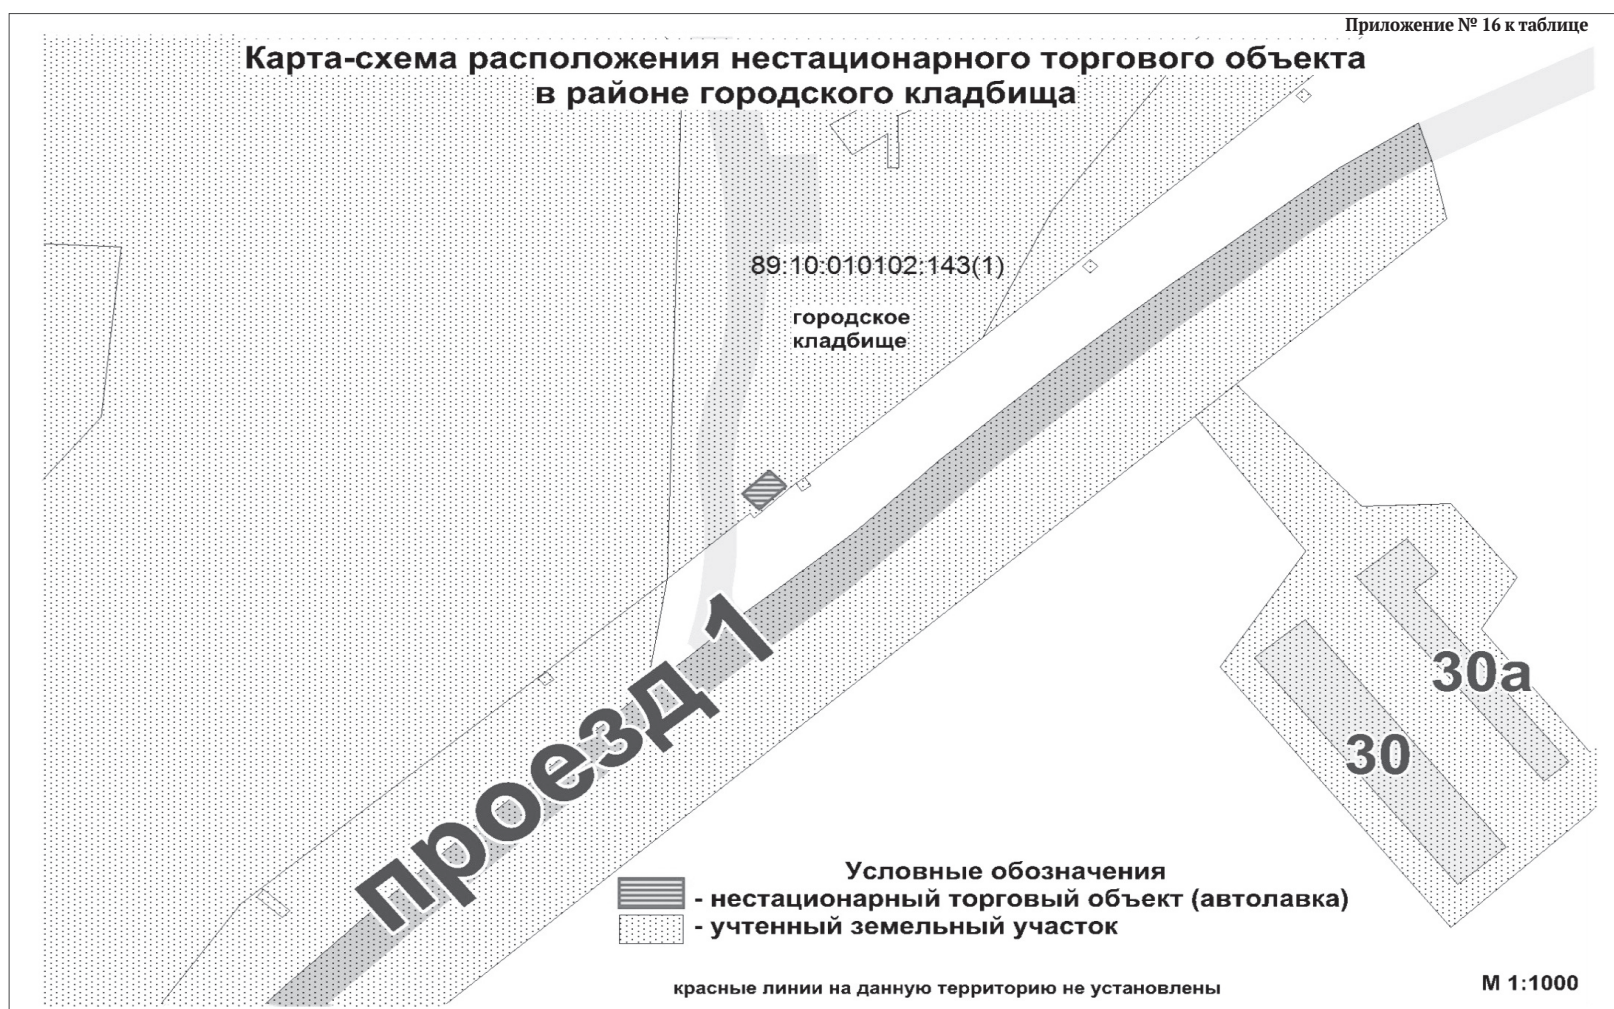 Приложение № 16 к таблице
Карта-схема расположения нестационарного торгового объекта
в районе городского кладбища
89:10:010102:143(1)
городское
кладбище
проезд 1
30а
30
Условные обозначения
- нестационарный торговый объект (автолавка)
- учтенный земельный участок
красные линии на данную территорию не установлены
М 1:1000